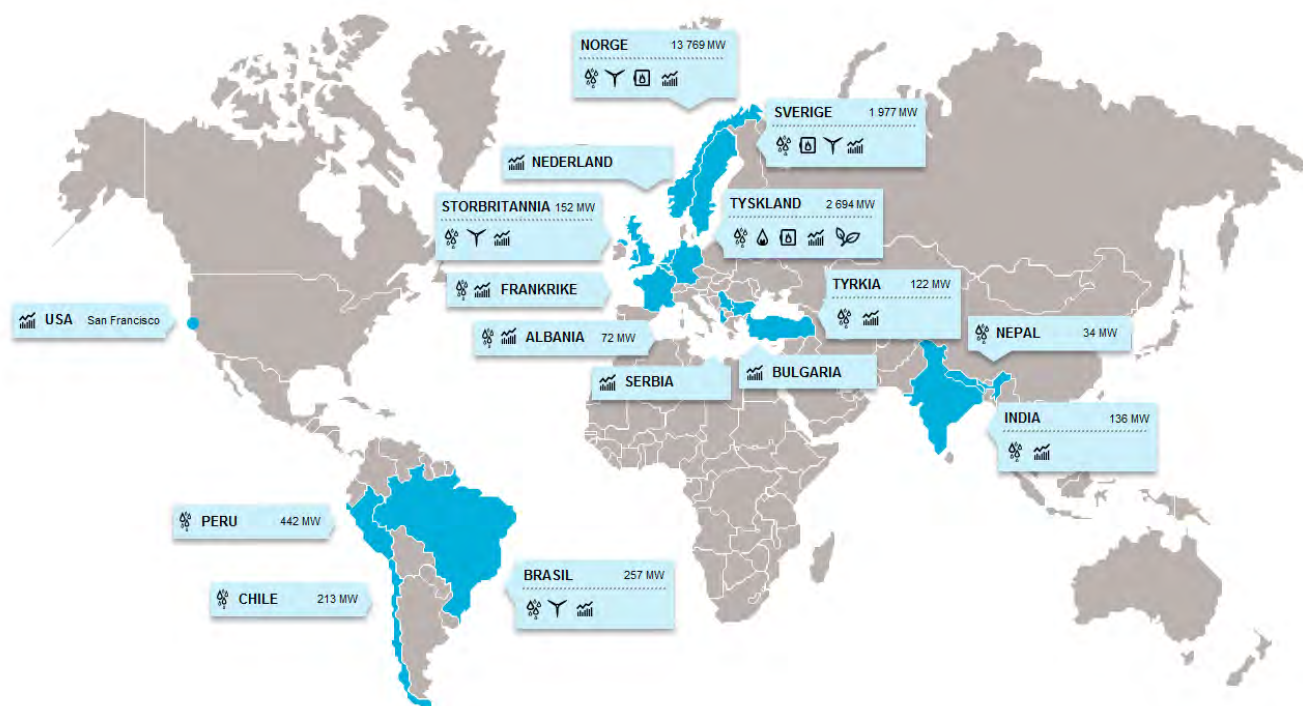 NORGE 13 769 MW
SVERIGE 1 977 MW
NEDERLAND
STORBRITANNIA 152 MW
TYSKLAND 2 694 MW
FRANKRIKE
TYRKIA 122 MW
USA San Francisco
ALBANIA 72 MW
NEPAL 34 MW
SERBIA
BULGARIA
INDIA 136 MW
PERU 442 MW
BRASIL 257 MW
CHILE 213 MW